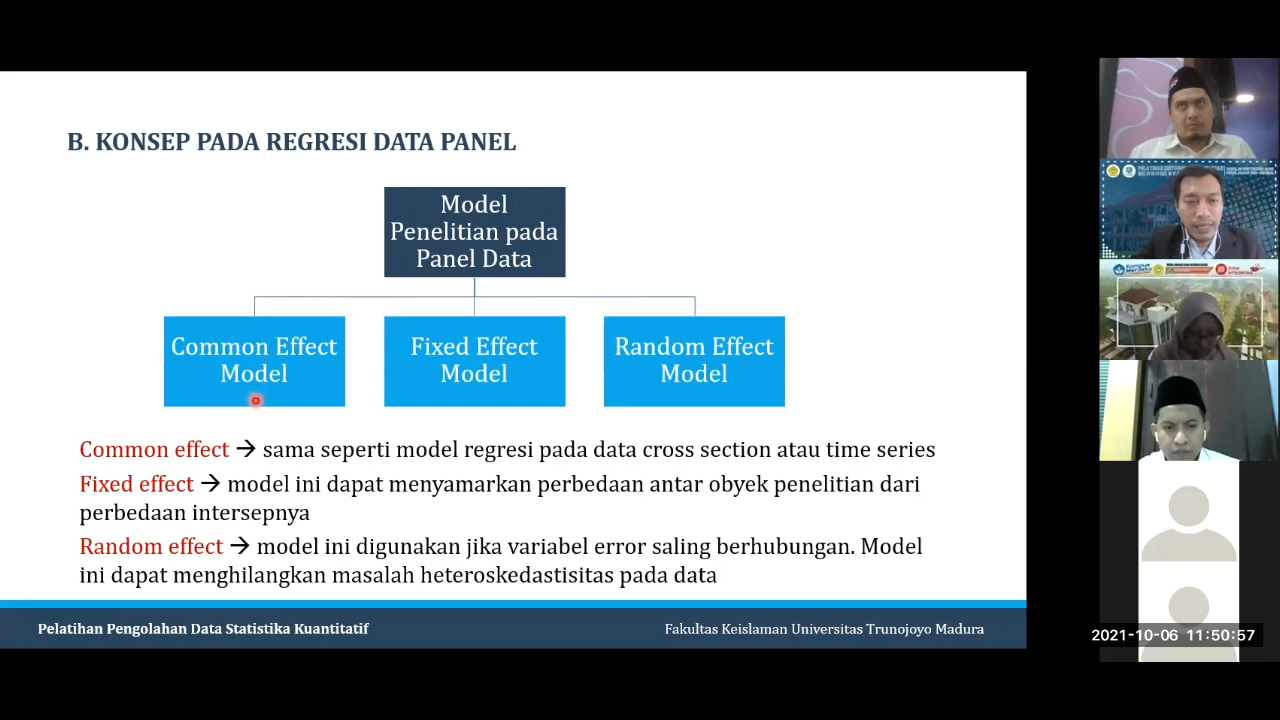 B. KONSEP PADA REGRESI DATA PANEL
Model
Penelitian pada
Panel Data
Common Effect
Model
Fixed Effect
Model
Random Effect
Model
Common effect → sama seperti model regresi pada data cross section atau time series
Fixed effect → model ini dapat menyamarkan perbedaan antar obyek penelitian dari
perbedaan intersepnya
Random effect → model ini digunakan jika variabel error saling berhubungan. Model
ini dapat menghilangkan masalah heteroskedastisitas pada data
Pelatihan Pengolahan Data Statistika Kuantitatif
Fakultas Keislaman Universitas Trunojoyo Madura
2021-10-06 11:50:57